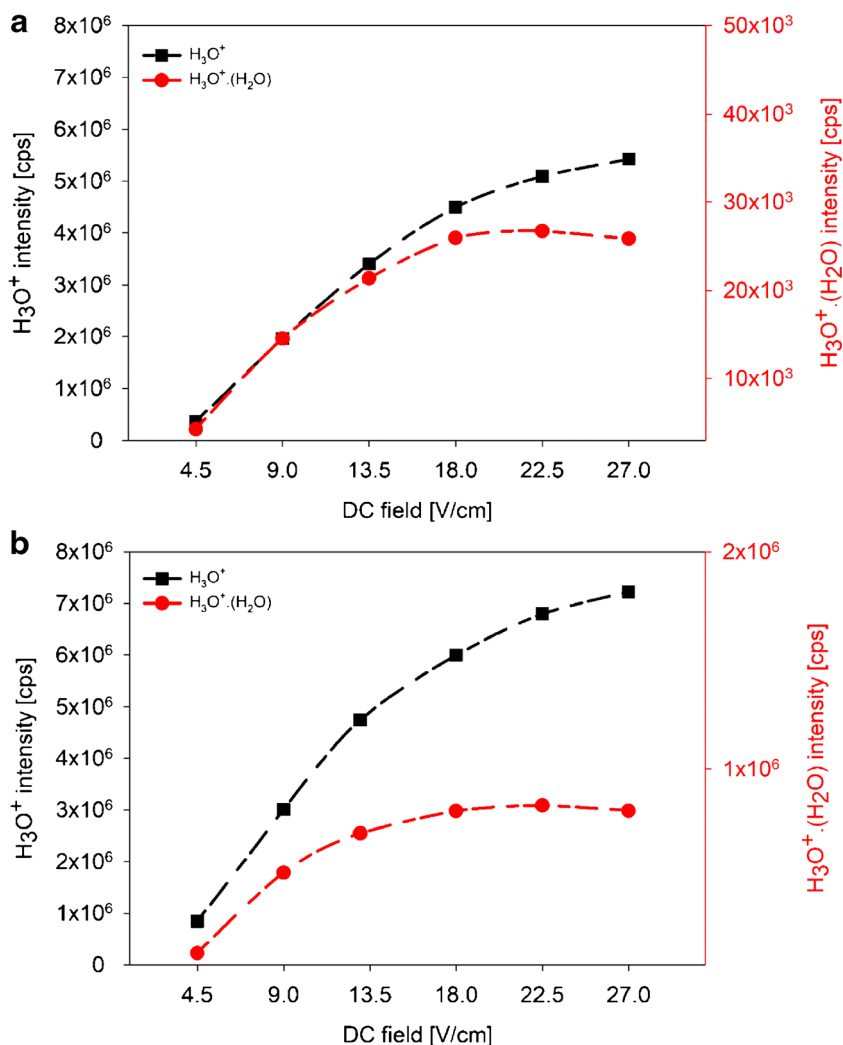 a
8x10⁶
7x10⁶
6x10⁶
5x10⁶
4x10⁶
3x10⁶
2x10⁶
1x10⁶
0
H₃O⁺ intensity [cps]
H₃O⁺
H₃O⁺.(H₂O)
50x10³
40x10³
30x10³
20x10³
10x10³
H₃O⁺.(H₂O) intensity [cps]
4.5 9.0 13.5 18.0 22.5 27.0
DC field [V/cm]
b
8x10⁶
7x10⁶
6x10⁶
5x10⁶
4x10⁶
3x10⁶
2x10⁶
1x10⁶
0
H₃O⁺ intensity [cps]
H₃O⁺
H₃O⁺.(H₂O)
2x10⁶
1x10⁶
H₃O⁺.(H₂O) intensity [cps]
4.5 9.0 13.5 18.0 22.5 27.0
DC field [V/cm]